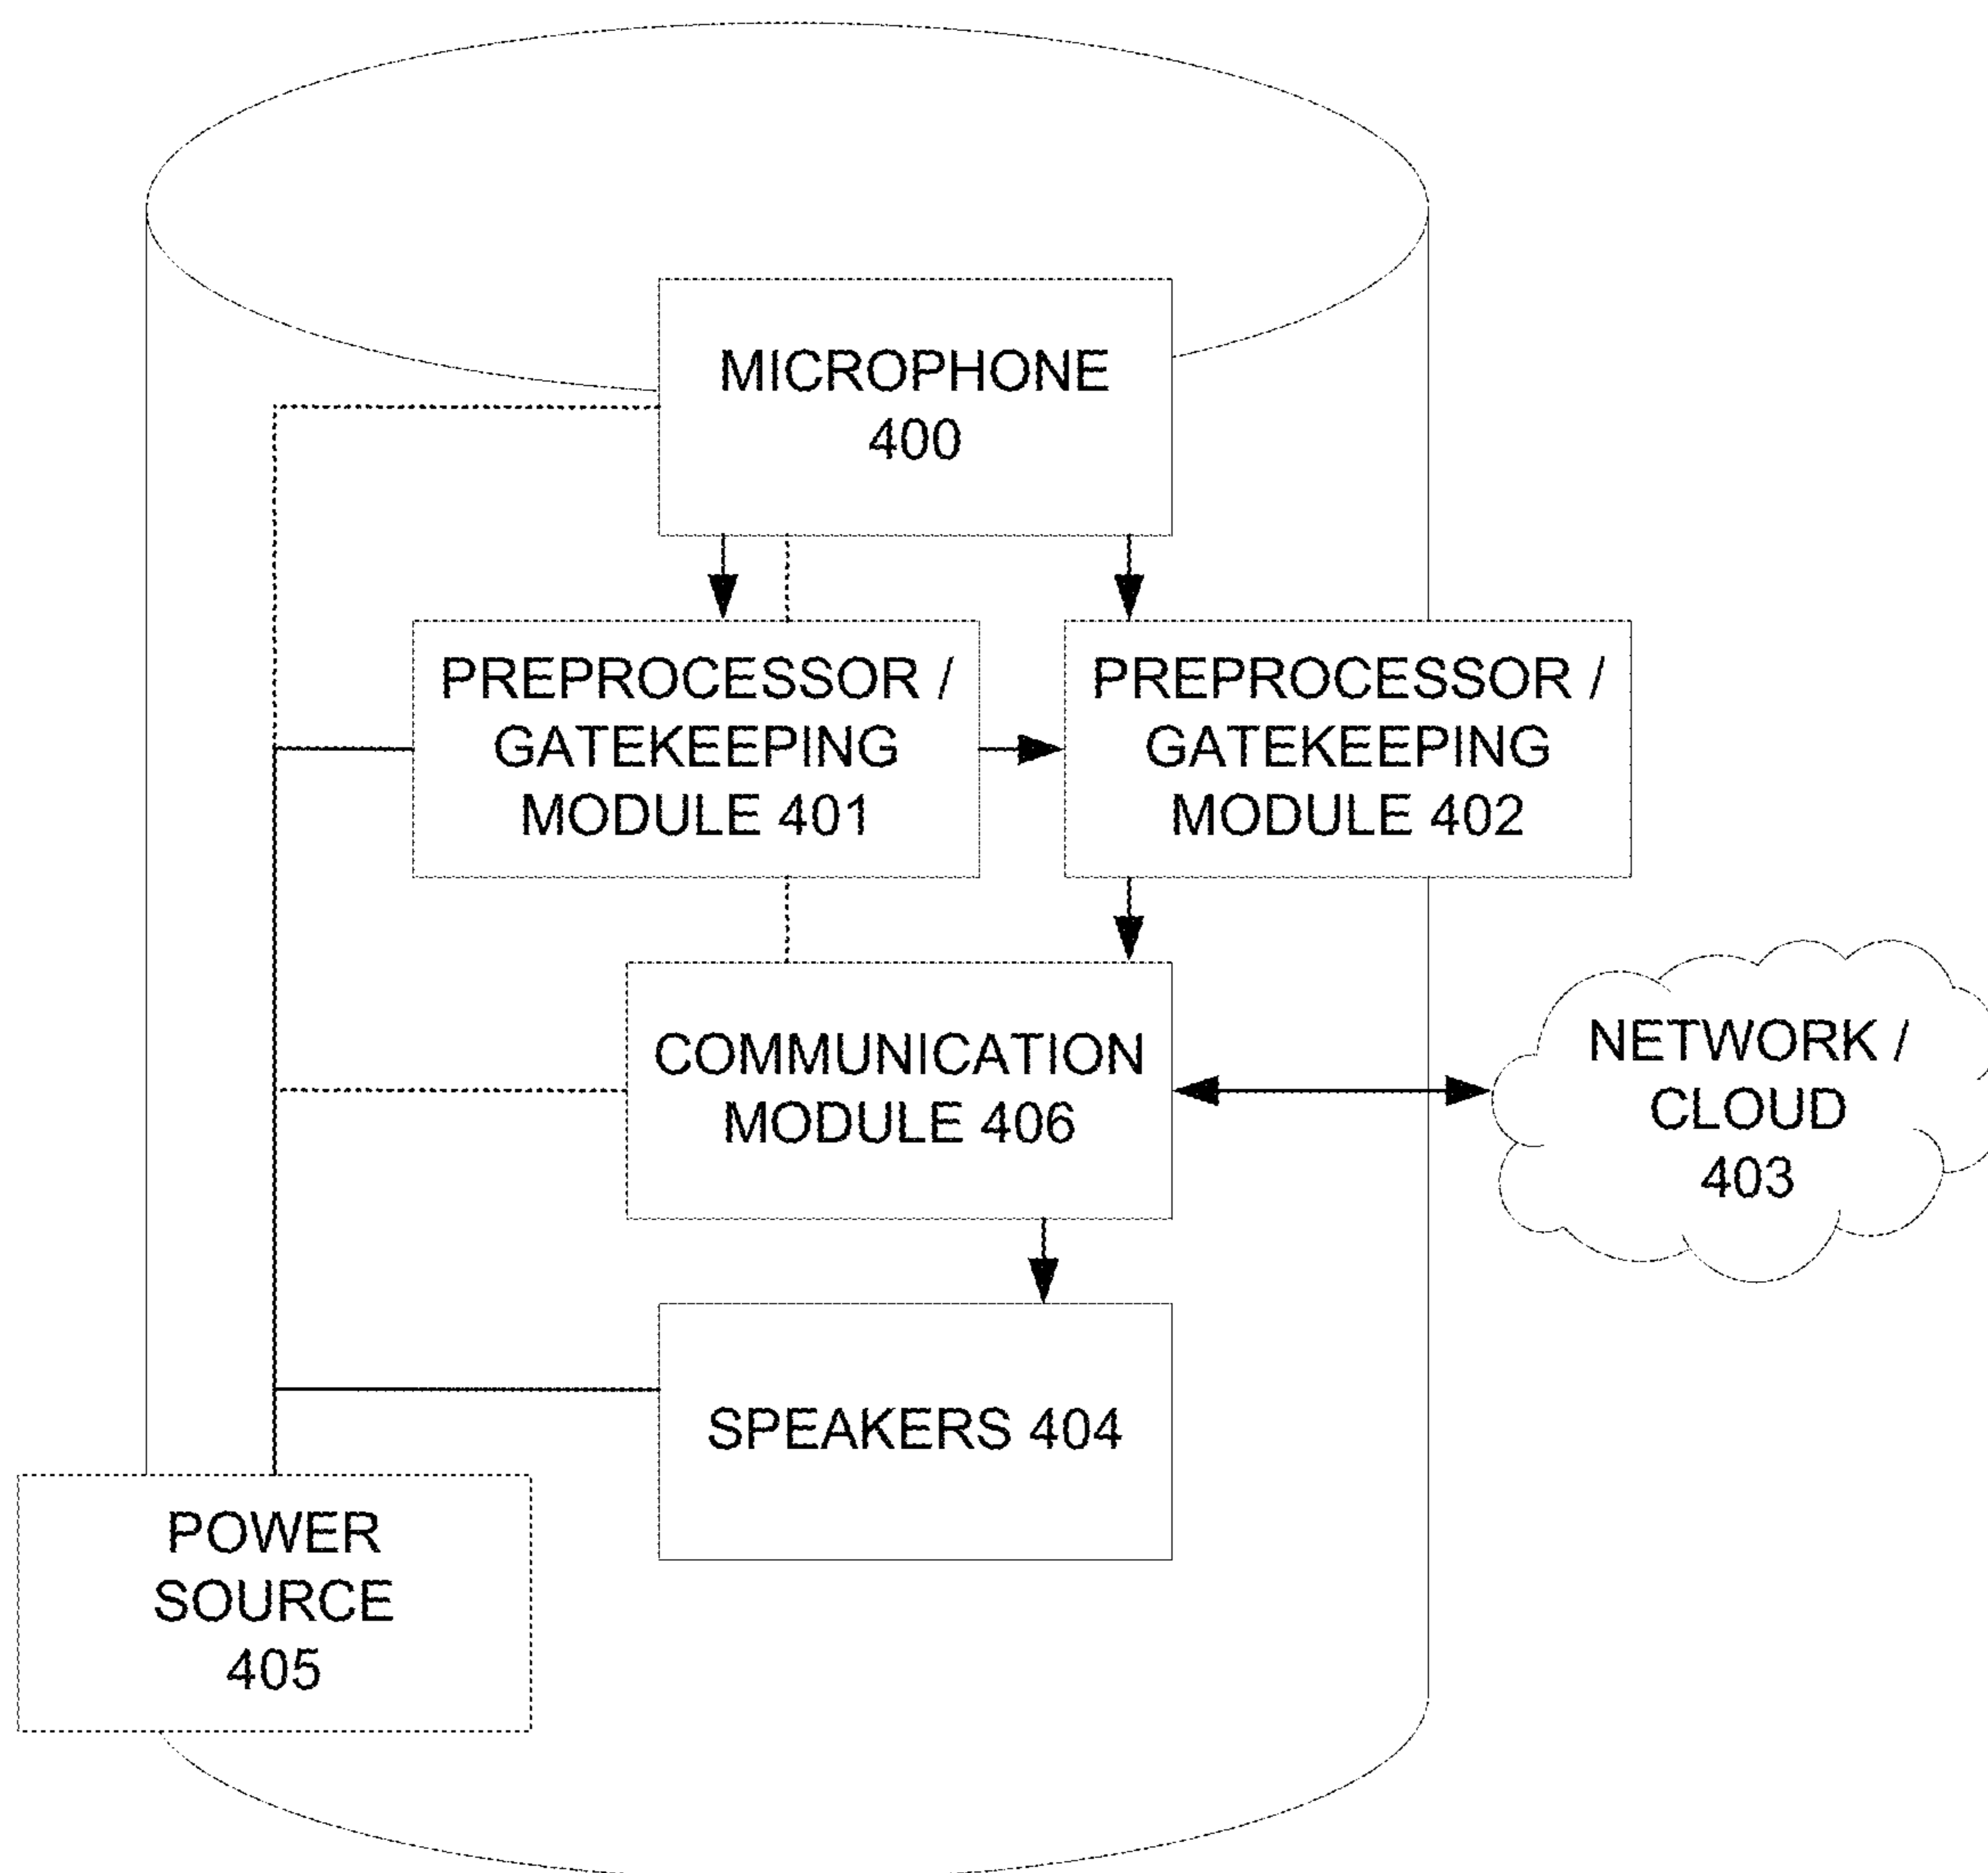 MICROPHONE
400
PREPROCESSOR /
GATEKEEPING
MODULE 401
PREPROCESSOR /
GATEKEEPING
MODULE 402
COMMUNICATION
MODULE 406
NETWORK /
CLOUD
403
SPEAKERS 404
POWER
SOURCE
405